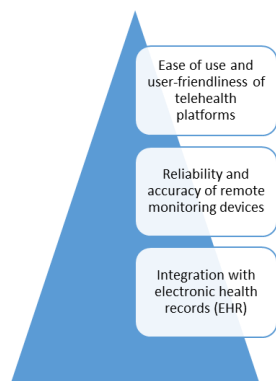 Ease of use and
user-friendliness of
telehealth
platforms
Reliability and
accuracy of remote
monitoring devices
Integration with
electronic health
records (EHR)